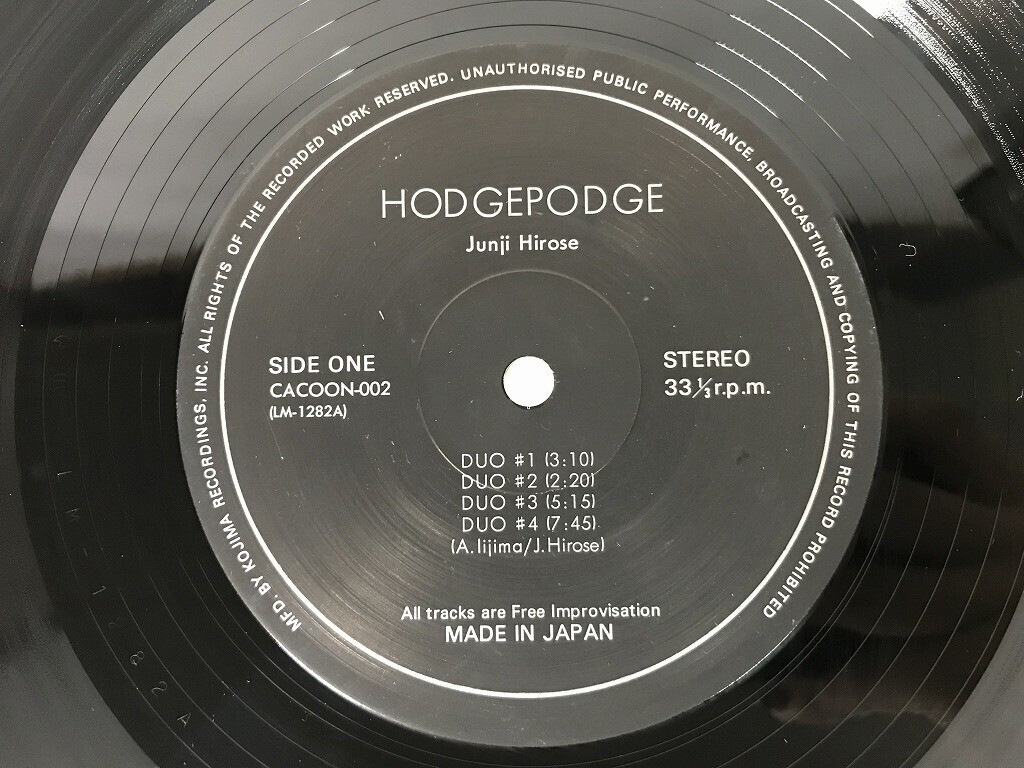 MFD. BY KOJIMA RECORDINGS, INC. ALL RIGHTS OF THE RECORDED WORK RESERVED. UNAUTHORISED PUBLIC PERFORMANCE, BROADCASTING AND COPYING OF THIS RECORD PROHIBITED
HODGEPODGE
Junji Hirose
SIDE ONE
CACOON-002
(LM-1282A)
STEREO
33⅓ r.p.m.
DUO #1 (3:10)
DUO #2 (2:20)
DUO #3 (5:15)
DUO #4 (7:45)
(A. Iijima/J. Hirose)
All tracks are Free Improvisation
MADE IN JAPAN
LM-1282A